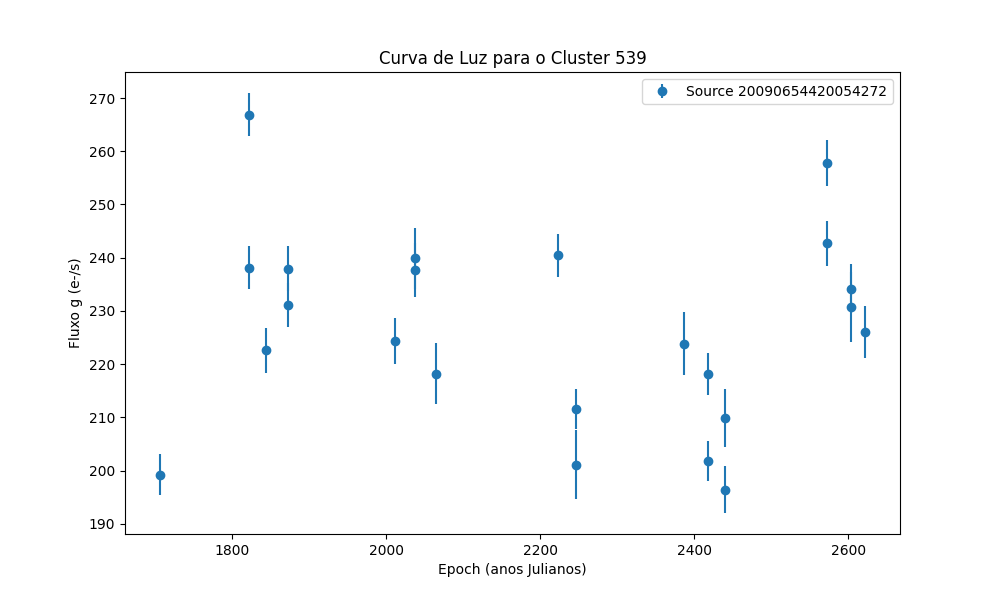 Curva de Luz para o Cluster 539
Source 20090654420054272
270
260
250
240
230
220
210
200
190
Fluxo g (e-/s)
1800 2000 2200 2400 2600
Epoch (anos Julianos)